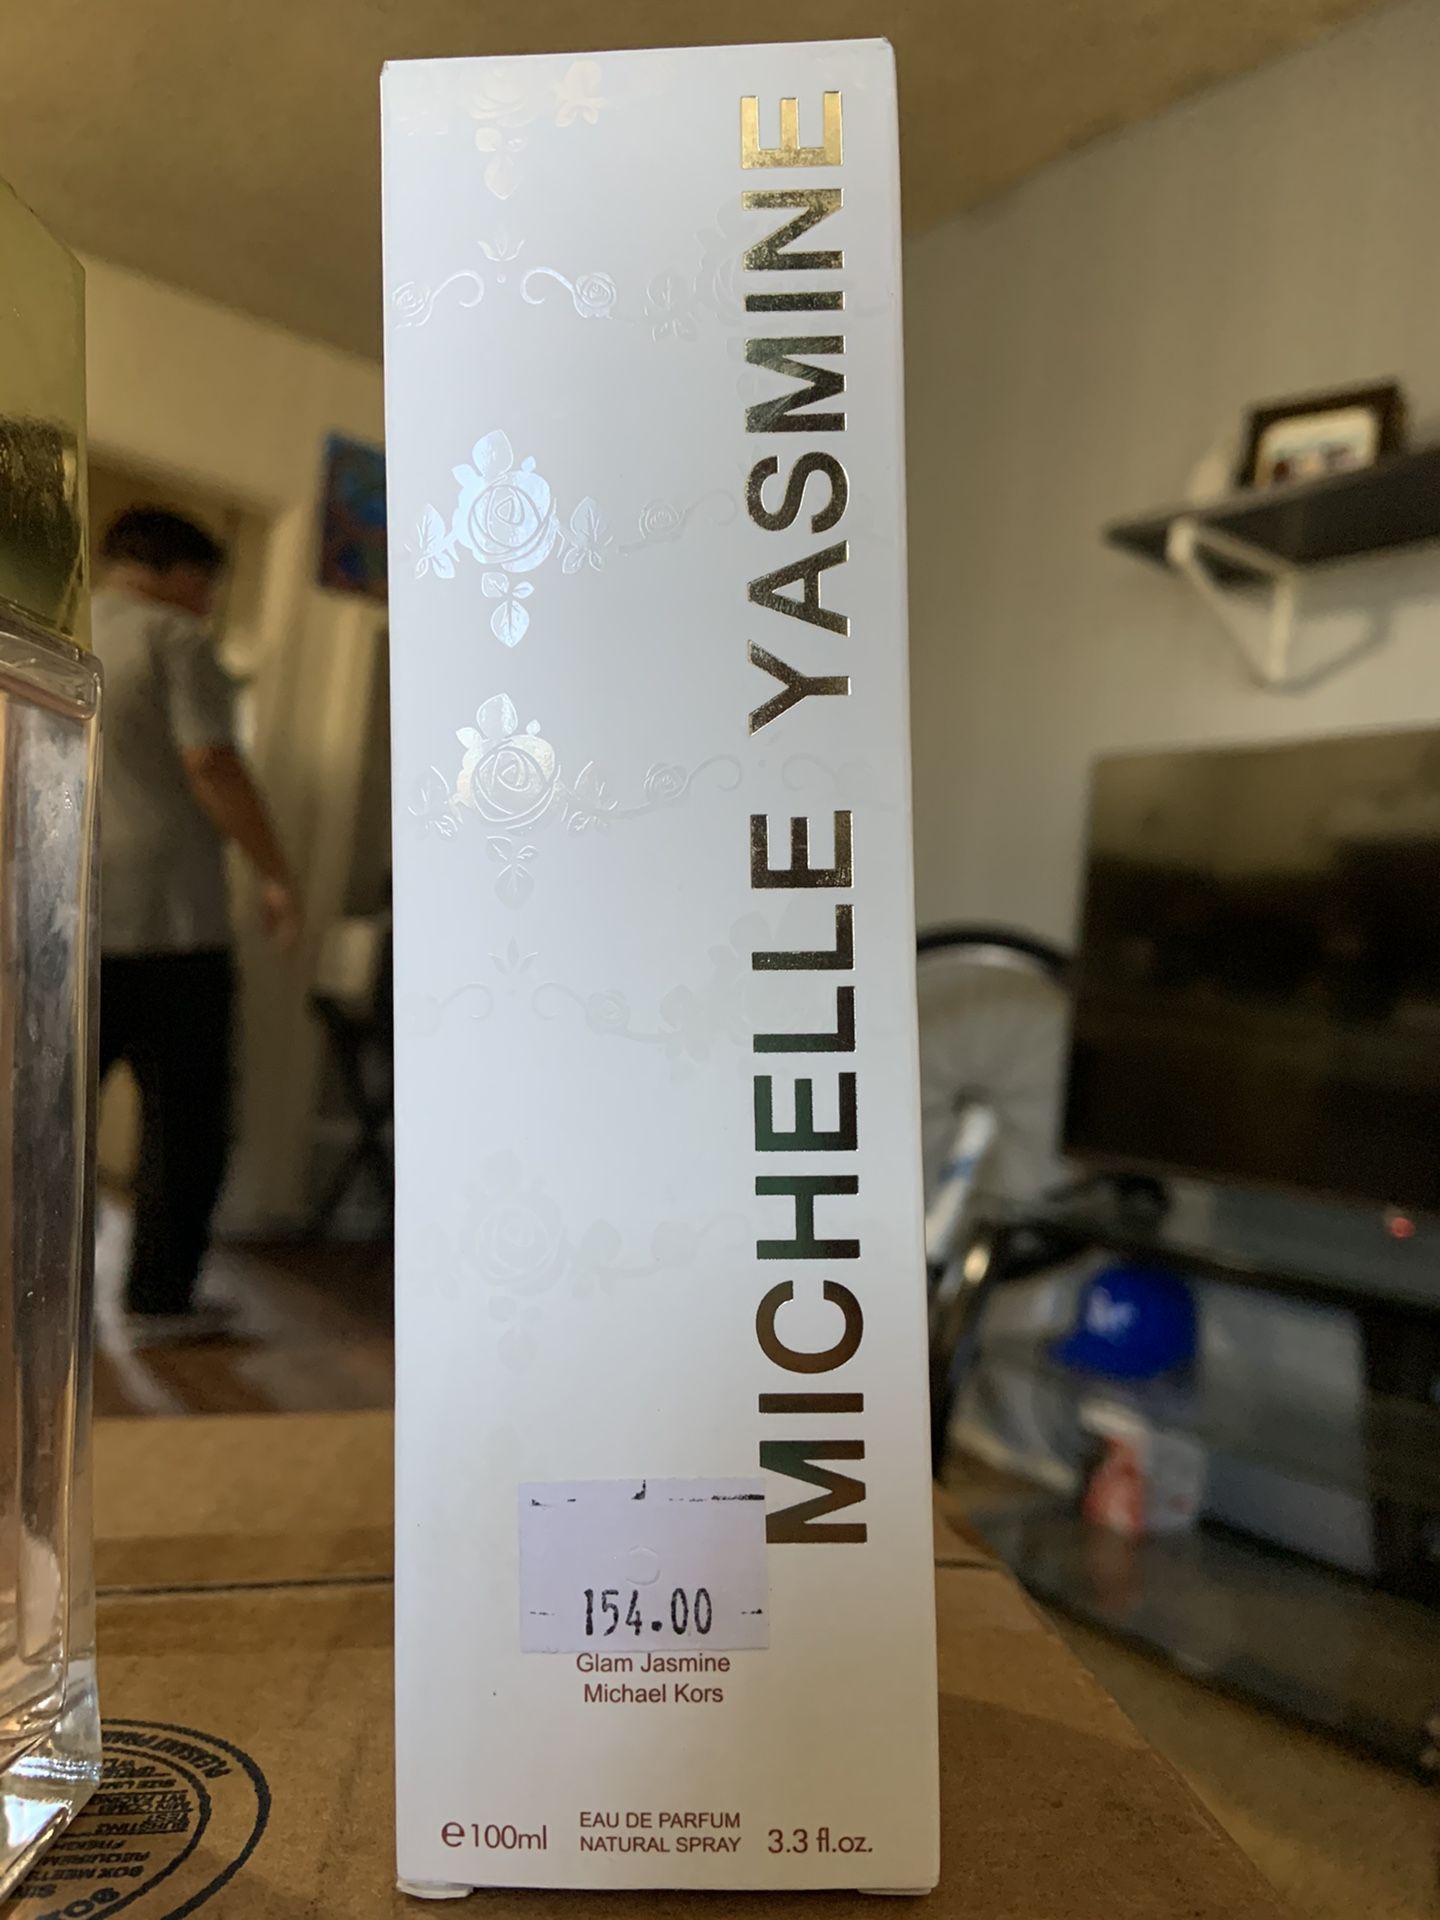 MICHELLE YASMINE
154.00
Glam Jasmine
Michael Kors
e100ml
EAU DE PARFUM
NATURAL SPRAY
3.3 fl.oz.